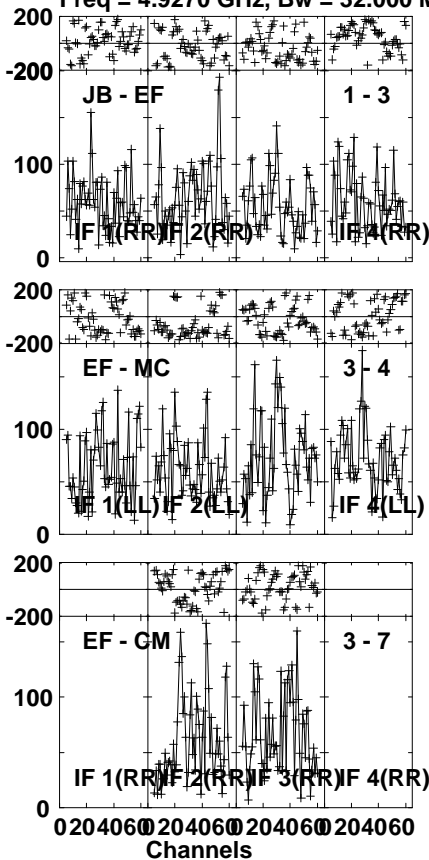 Freq = 4.9270 GHz, Bw = 32.000 M
200
-200
200
JB - EF
1 - 3
100
IF 1(RR)
IF 2(RR)
IF 4(RR)
0
200
-200
EF - MC
3 - 4
100
IF 1(LL)
IF 2(LL)
IF 4(LL)
0
200
-200
EF - CM
3 - 7
100
IF 1(RR)
IF 2(RR)
IF 3(RR)
IF 4(RR)
0
0 20 40 60 0 20 40 60 0 20 40 60 0 20 40 60
Channels